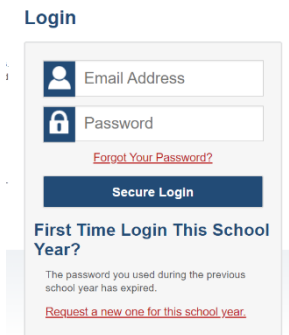 Login
Email Address
Password
Forgot Your Password?
Secure Login
First Time Login This School
Year?
The password you used during the previous
school year has expired.
Request a new one for this school year.